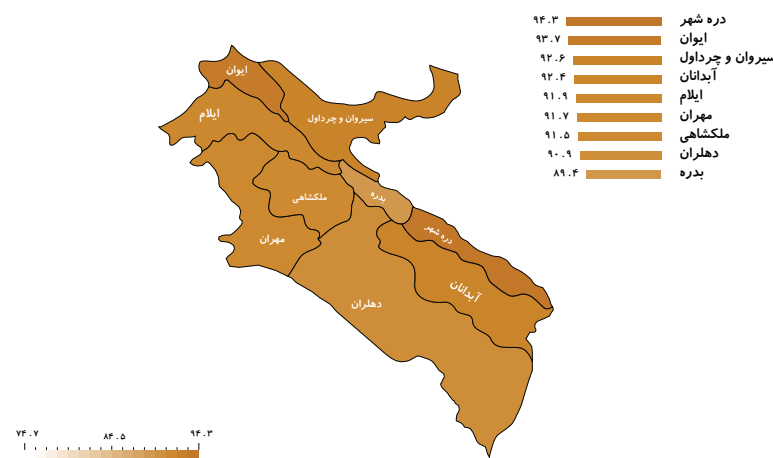 دره شهر ۹۴.۳
ایوان ۹۳.۷
سیروان و چرداول ۹۲.۶
آبدانان ۹۲.۴
ایلام ۹۱.۹
مهران ۹۱.۷
ملکشاهی ۹۱.۵
دهلران ۹۰.۹
بدره ۸۹.۴
ایوان
ایلام
سیروان و چرداول
ملکشاهی
بدره
مهران
دره شهر
آبدانان
دهلران
۷۴.۷ ۸۴.۵ ۹۴.۳